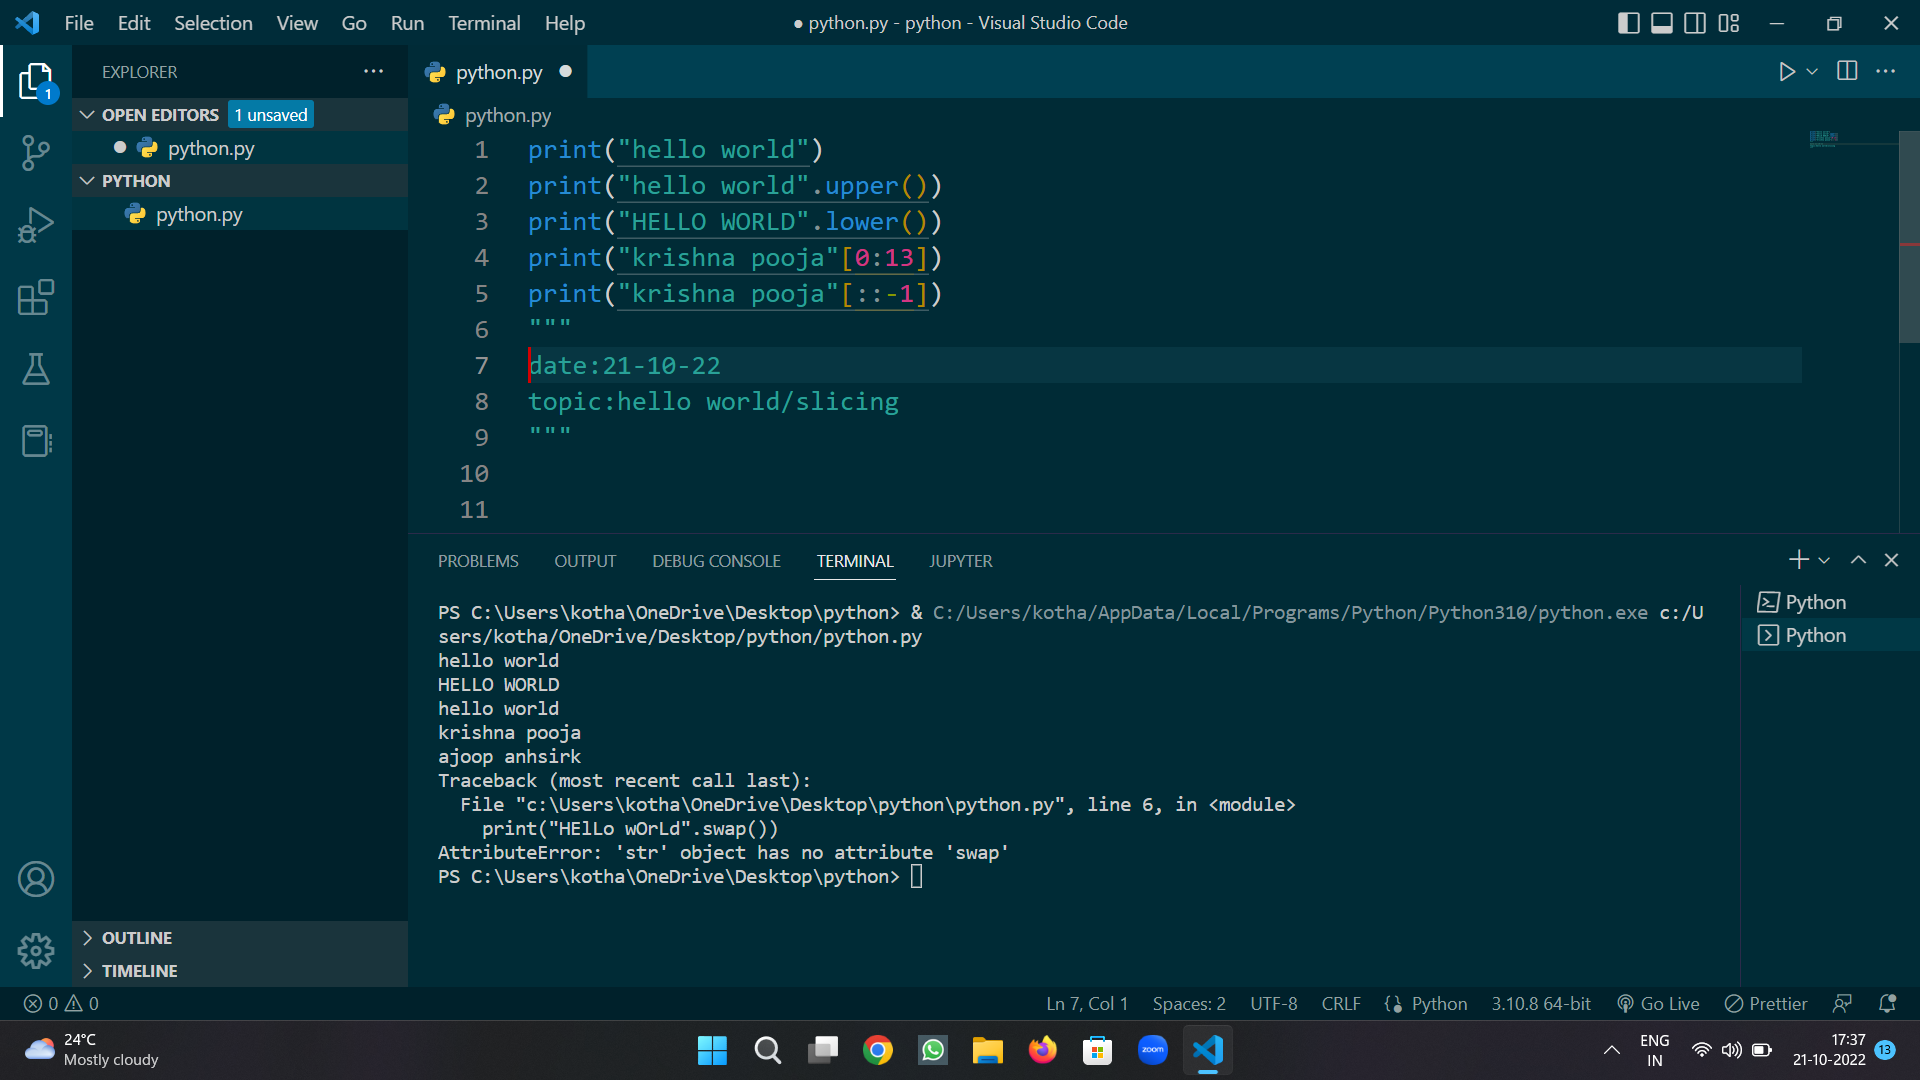 File Edit Selection View Go Run Terminal Help
● python.py - python - Visual Studio Code
EXPLORER
1
OPEN EDITORS 1 unsaved
python.py
PYTHON
python.py
OUTLINE
TIMELINE
python.py
python.py
1 print("hello world")
2 print("hello world".upper())
3 print("HELLO WORLD".lower())
4 print("krishna pooja"[0:13])
5 print("krishna pooja"[::-1])
6 """
7 date:21-10-22
8 topic:hello world/slicing
9 """
10
11
PROBLEMS OUTPUT DEBUG CONSOLE TERMINAL JUPYTER
PS C:\Users\kotha\OneDrive\Desktop\python> & C:/Users/kotha/AppData/Local/Programs/Python/Python310/python.exe c:/U
sers/kotha/OneDrive/Desktop/python/python.py
hello world
HELLO WORLD
hello world
krishna pooja
ajoop anhsirk
Traceback (most recent call last):
  File "c:\Users\kotha\OneDrive\Desktop\python\python.py", line 6, in <module>
    print("HElLo wOrLd".swap())
AttributeError: 'str' object has no attribute 'swap'
PS C:\Users\kotha\OneDrive\Desktop\python>
Python
Python
0 0
Ln 7, Col 1 Spaces: 2 UTF-8 CRLF Python 3.10.8 64-bit Go Live Prettier
24°C
Mostly cloudy
zoom
ENG
IN
17:37
21-10-2022
13